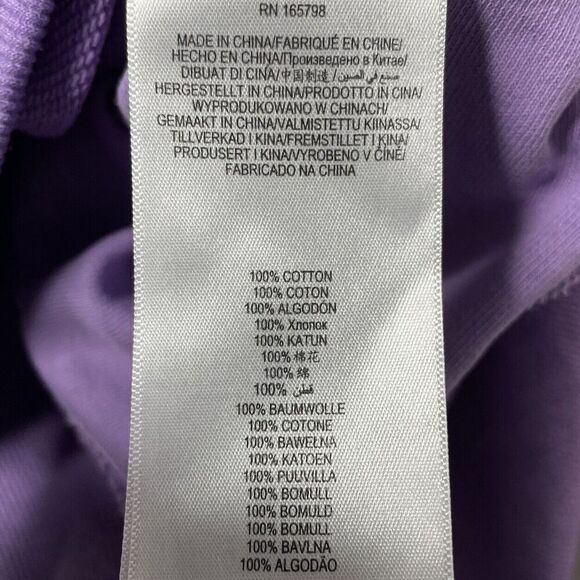 RN 165798
MADE IN CHINA/FABRIQUÉ EN CHINE/
HECHO EN CHINA/Произведено в Китае/
DIBUAT DI CINA/中国制造 /صنع في الصين/
HERGESTELLT IN CHINA/PRODOTTO IN CINA/
WYPRODUKOWANO W CHINACH/
GEMAAKT IN CHINA/VALMISTETTU KIINASSA/
TILLVERKAD I KINA/FREMSTILLET I KINA/
PRODUSERT I KINA/VYROBENO V ČÍNĚ/
FABRICADO NA CHINA
100% COTTON
100% COTON
100% ALGODÓN
100% Хлопок
100% KATUN
100% 棉花
100% 綿
100% قطن
100% BAUMWOLLE
100% COTONE
100% BAWEŁNA
100% KATOEN
100% PUUVILLA
100% BOMULL
100% BOMULD
100% BOMULL
100% BAVLNA
100% ALGODÃO